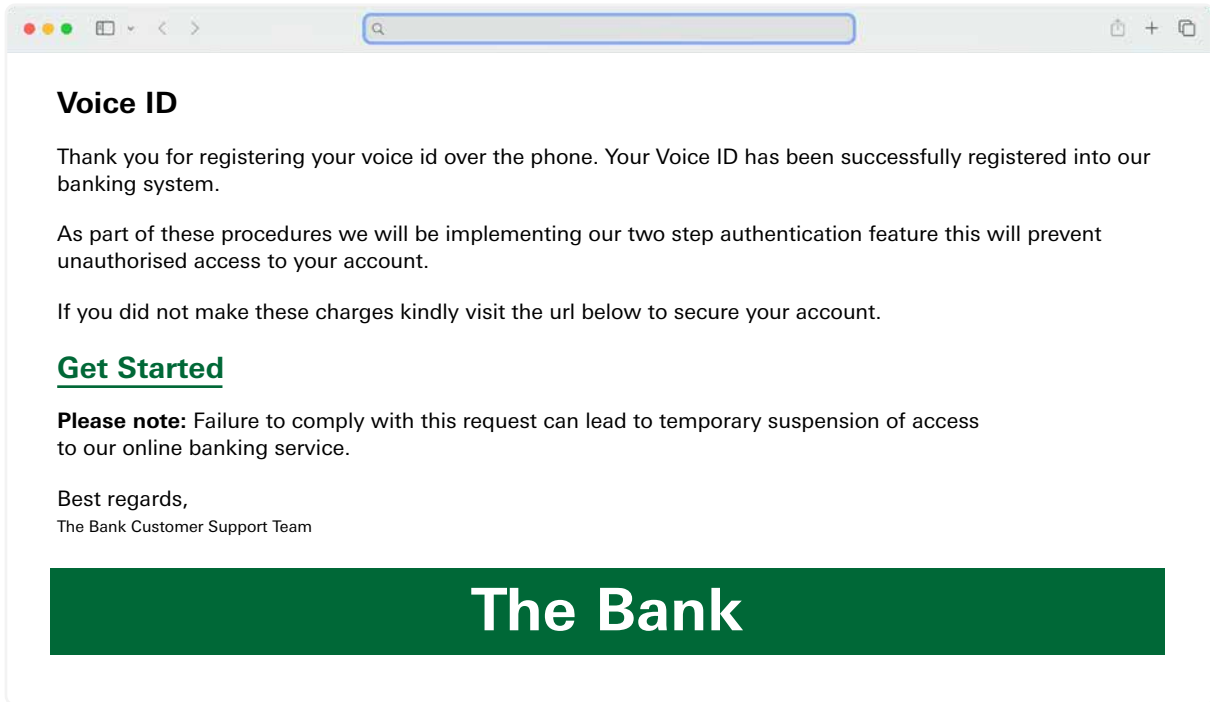 Voice ID
Thank you for registering your voice id over the phone. Your Voice ID has been successfully registered into our
banking system.
As part of these procedures we will be implementing our two step authentication feature this will prevent
unauthorised access to your account.
If you did not make these charges kindly visit the url below to secure your account.
Get Started
Please note: Failure to comply with this request can lead to temporary suspension of access
to our online banking service.
Best regards,
The Bank Customer Support Team
The Bank